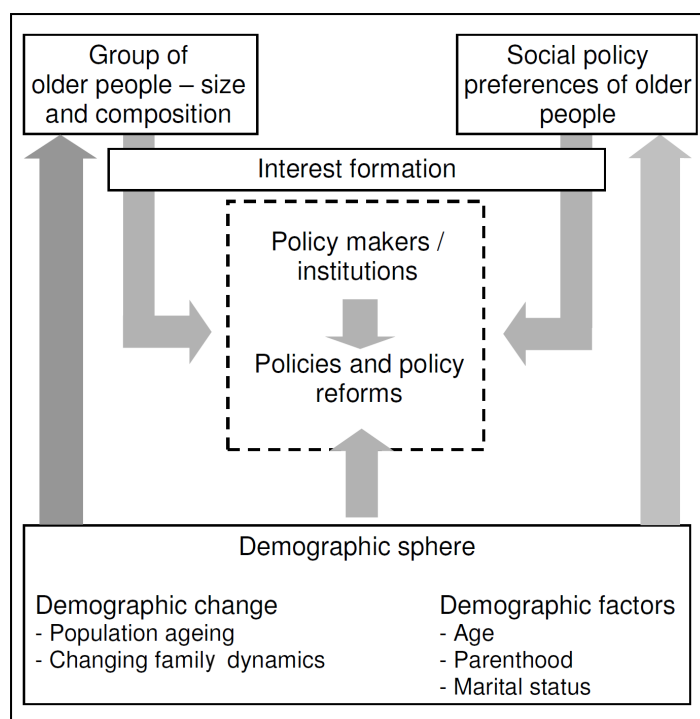 Group of
older people – size
and composition
Social policy
preferences of older
people
Interest formation
Policy makers /
institutions
Policies and policy
reforms
Demographic sphere
Demographic change
- Population ageing
- Changing family dynamics
Demographic factors
- Age
- Parenthood
- Marital status